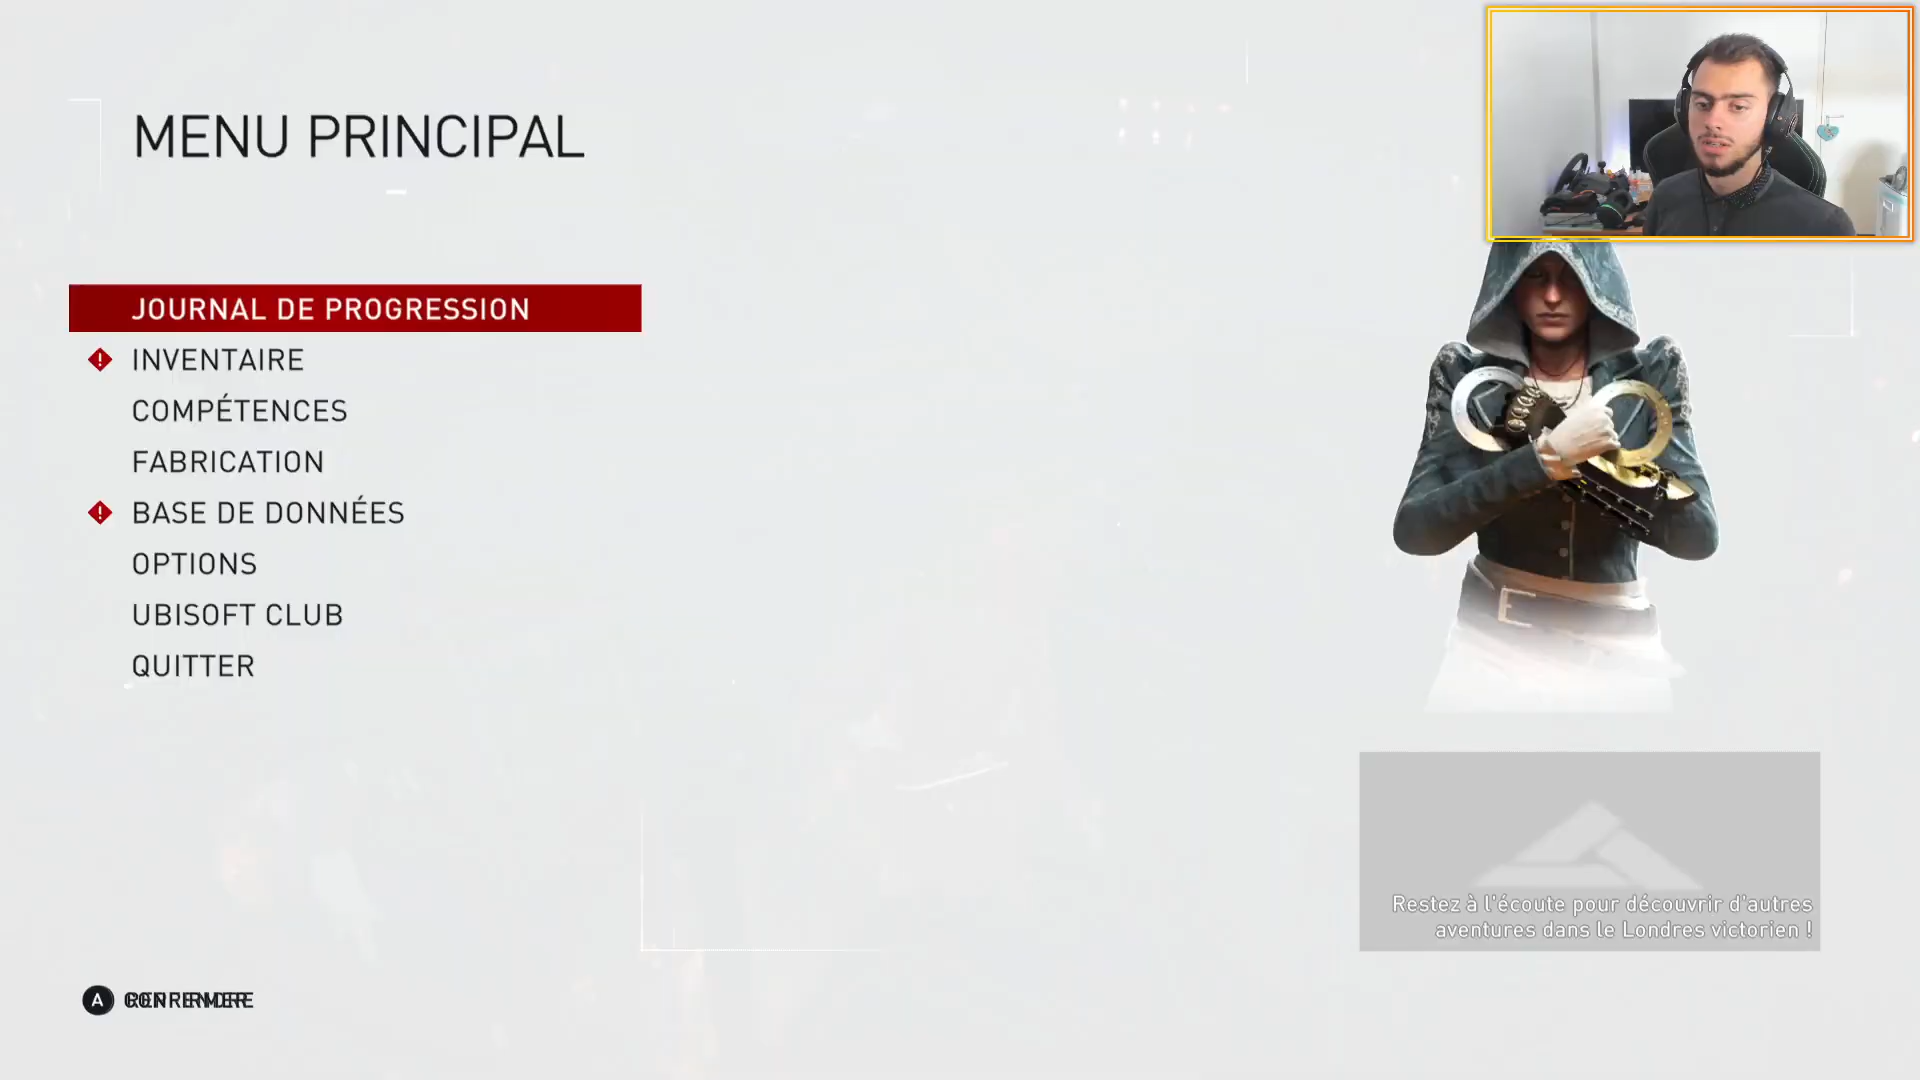 MENU PRINCIPAL
JOURNAL DE PROGRESSION
INVENTAIRE
COMPÉTENCES
FABRICATION
BASE DE DONNÉES
OPTIONS
UBISOFT CLUB
QUITTER
Restez à l'écoute pour découvrir d'autres
aventures dans le Londres victorien !
A